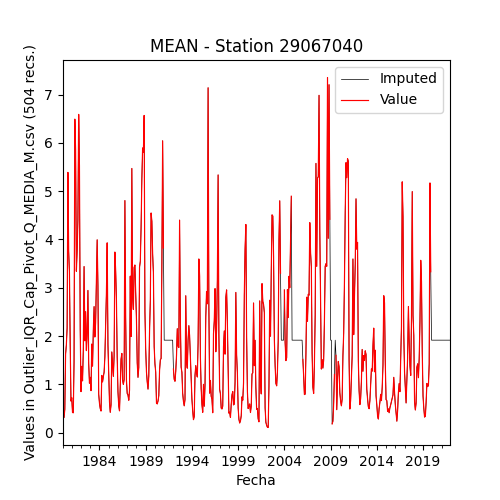 MEAN - Station 29067040
Imputed
Value
Values in Outlier_IQR_Cap_Pivot_Q_MEDIA_M.csv (504 recs.)
7
6
5
4
3
2
1
0
1984 1989 1994 1999 2004 2009 2014 2019
Fecha